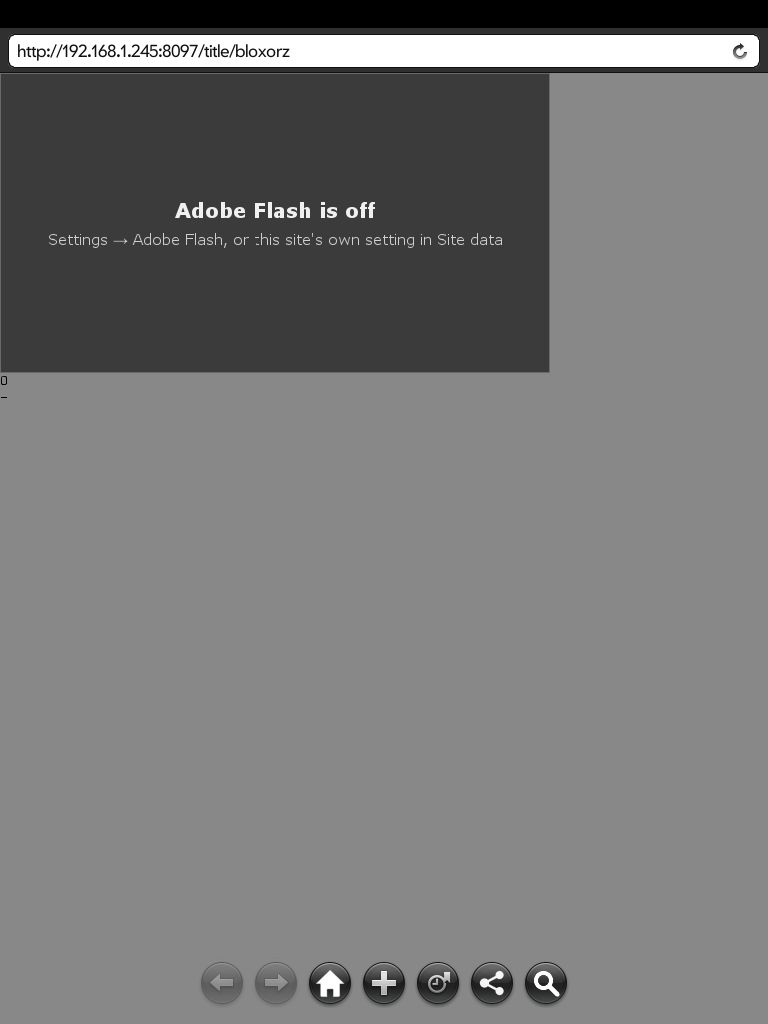 http://192.168.1.245:8097/title/bloxorz
Adobe Flash is off
Settings → Adobe Flash, or this site's own setting in Site data
0
–